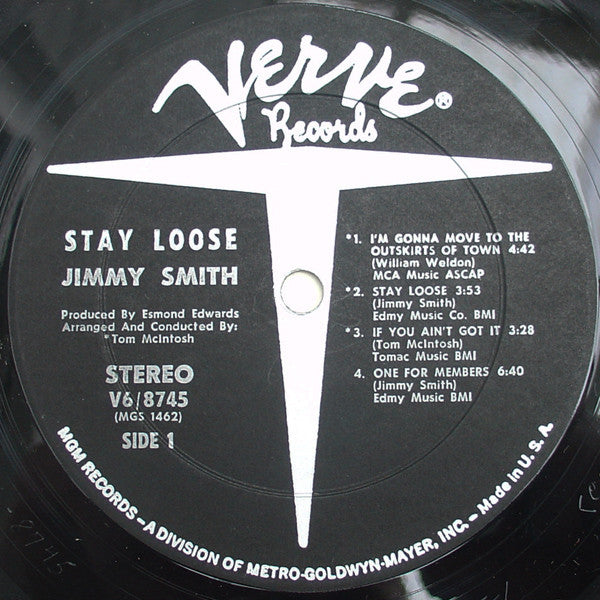 Verve®
Records
STAY LOOSE
JIMMY SMITH
Produced By Esmond Edwards
Arranged And Conducted By:
*Tom McIntosh
STEREO
V6/8745
(MGS 1462)
SIDE 1
*1. I'M GONNA MOVE TO THE
OUTSKIRTS OF TOWN 4:42
(William Weldon)
MCA Music ASCAP
*2. STAY LOOSE 3:53
(Jimmy Smith)
Edmy Music Co. BMI
*3. IF YOU AIN'T GOT IT 3:28
(Tom McIntosh)
Tomac Music BMI
4. ONE FOR MEMBERS 6:40
(Jimmy Smith)
Edmy Music BMI
MGM RECORDS – A DIVISION OF METRO-GOLDWYN-MAYER, INC. – Made in U. S. A.
8745